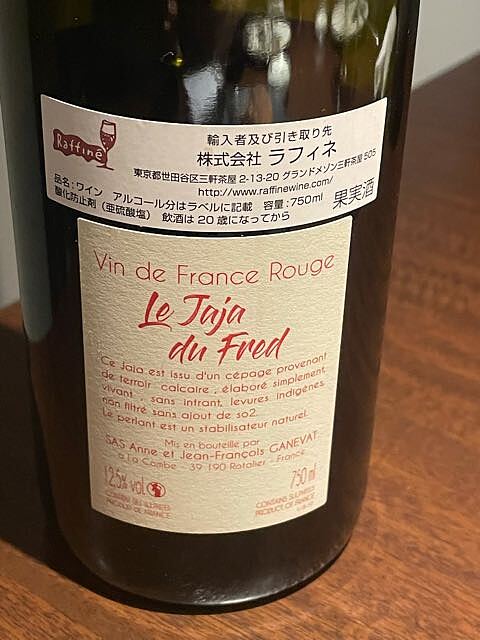 Raffiné
輸入者及び引き取り先
株式会社 ラフィネ
東京都世田谷区三軒茶屋 2-13-20 グランドメゾン三軒茶屋 505
http://www.raffinewine.com/
品名：ワイン　アルコール分はラベルに記載　容量：750ml
酸化防止剤（亜硫酸塩）　飲酒は 20 歳になってから
果実酒
Vin de France Rouge
Le Jaja
du Fred
Ce Jaja est issu d'un cépage provenant
de terroir calcaire , élaboré simplement,
vivant , sans intrant, levures indigènes,
non filtré sans ajout de so2.
Le perlant est un stabilisateur naturel.
Mis en bouteille par
SAS Anne et Jean-François GANEVAT
à La Combe - 39 190 Rotalier - France
12,5% vol
750 ml
CONTAINS SULFITES
PRODUCT OF FRANCE